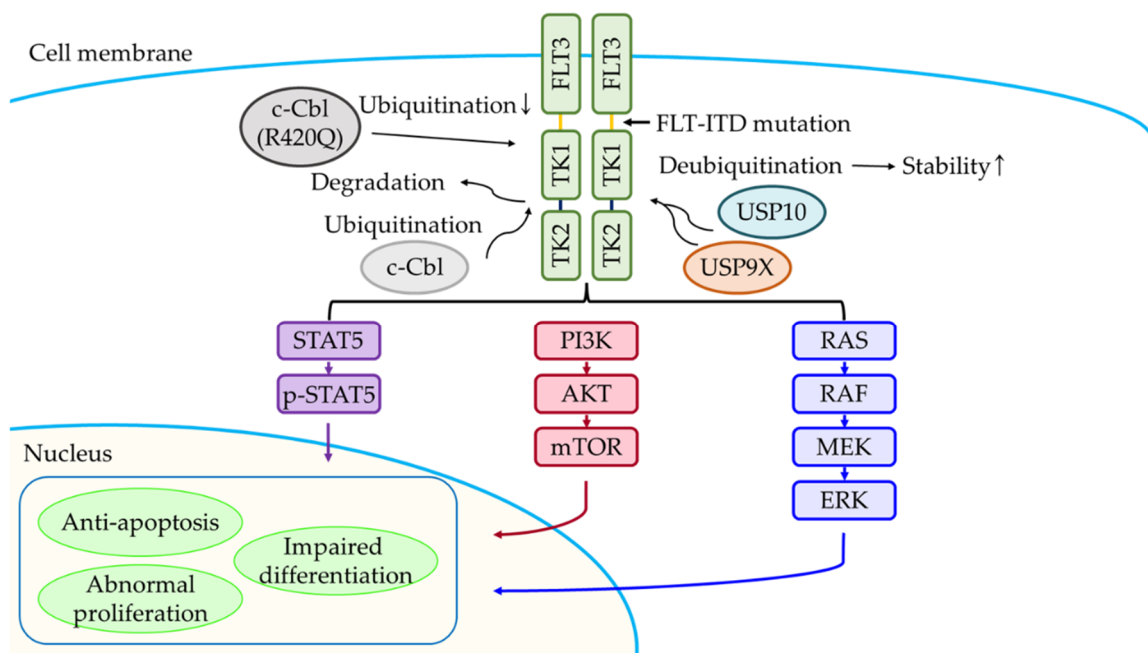 Cell membrane
FLT3
FLT3
c-Cbl
(R420Q)
Ubiquitination↓
FLT-ITD mutation
TK1
TK1
Deubiquitination
Stability↑
Degradation
USP10
Ubiquitination
TK2
TK2
c-Cbl
USP9X
STAT5
PI3K
RAS
p-STAT5
AKT
RAF
Nucleus
mTOR
MEK
ERK
Anti-apoptosis
Impaired
differentiation
Abnormal
proliferation